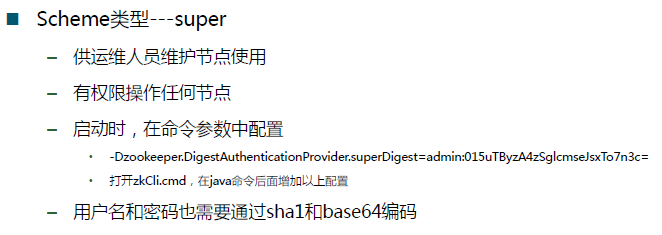 Scheme类型---super
供运维人员维护节点使用
有权限操作任何节点
启动时，在命令参数中配置
-Dzookeeper.DigestAuthenticationProvider.superDigest=admin:015uTByzA4zSglcmseJsxTo7n3c=
打开zkCli.cmd，在java命令后面增加以上配置
用户名和密码也需要通过sha1和base64编码